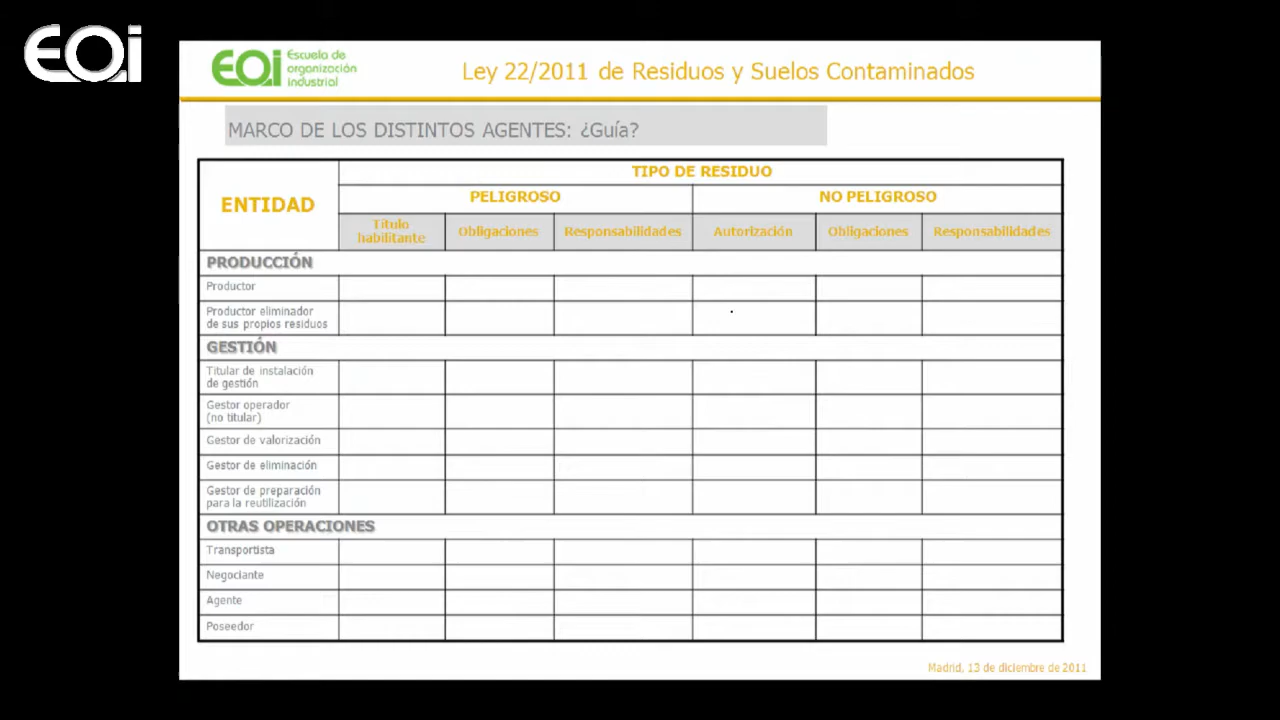 EOi
EOi Escuela de
organización
industrial
Ley 22/2011 de Residuos y Suelos Contaminados
MARCO DE LOS DISTINTOS AGENTES: ¿Guía?
ENTIDAD
TIPO DE RESIDUO
PELIGROSO
NO PELIGROSO
Título
habilitante
Obligaciones
Responsabilidades
Autorización
Obligaciones
Responsabilidades
PRODUCCIÓN
Productor
Productor eliminador
de sus propios residuos
GESTIÓN
Titular de instalación
de gestión
Gestor operador
(no titular)
Gestor de valorización
Gestor de eliminación
Gestor de preparación
para la reutilización
OTRAS OPERACIONES
Transportista
Negociante
Agente
Poseedor
Madrid, 13 de diciembre de 2011